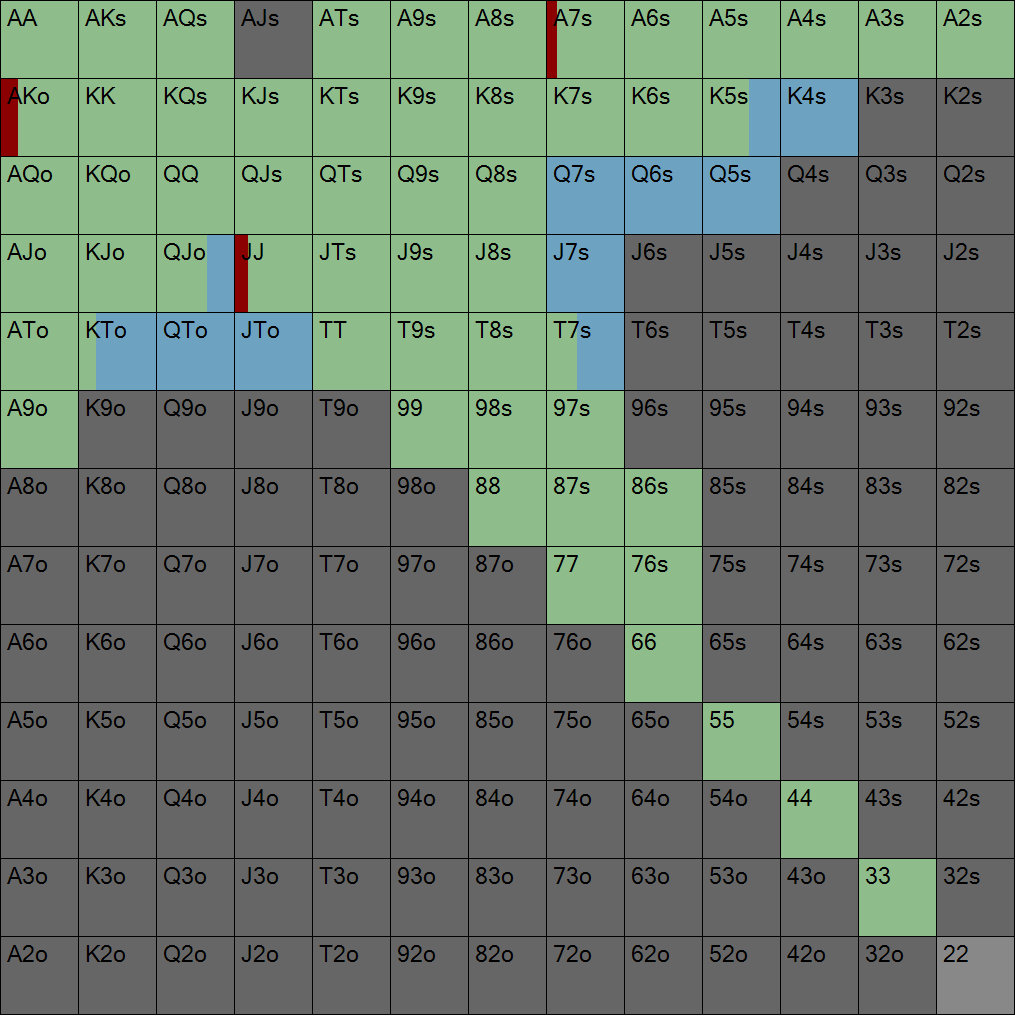 AA AKs AQs AJs ATs A9s A8s A7s A6s A5s A4s A3s A2s
AKo KK KQs KJs KTs K9s K8s K7s K6s K5s K4s K3s K2s
AQo KQo QQ QJs QTs Q9s Q8s Q7s Q6s Q5s Q4s Q3s Q2s
AJo KJo QJo JJ JTs J9s J8s J7s J6s J5s J4s J3s J2s
ATo KTo QTo JTo TT T9s T8s T7s T6s T5s T4s T3s T2s
A9o K9o Q9o J9o T9o 99 98s 97s 96s 95s 94s 93s 92s
A8o K8o Q8o J8o T8o 98o 88 87s 86s 85s 84s 83s 82s
A7o K7o Q7o J7o T7o 97o 87o 77 76s 75s 74s 73s 72s
A6o K6o Q6o J6o T6o 96o 86o 76o 66 65s 64s 63s 62s
A5o K5o Q5o J5o T5o 95o 85o 75o 65o 55 54s 53s 52s
A4o K4o Q4o J4o T4o 94o 84o 74o 64o 54o 44 43s 42s
A3o K3o Q3o J3o T3o 93o 83o 73o 63o 53o 43o 33 32s
A2o K2o Q2o J2o T2o 92o 82o 72o 62o 52o 42o 32o 22